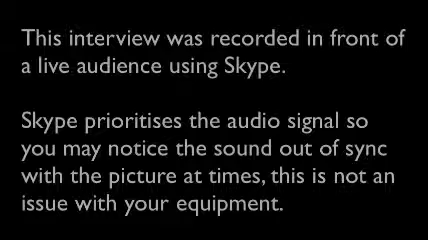 This interview was recorded in front of
a live audience using Skype.
Skype prioritises the audio signal so
you may notice the sound out of sync
with the picture at times, this is not an
issue with your equipment.